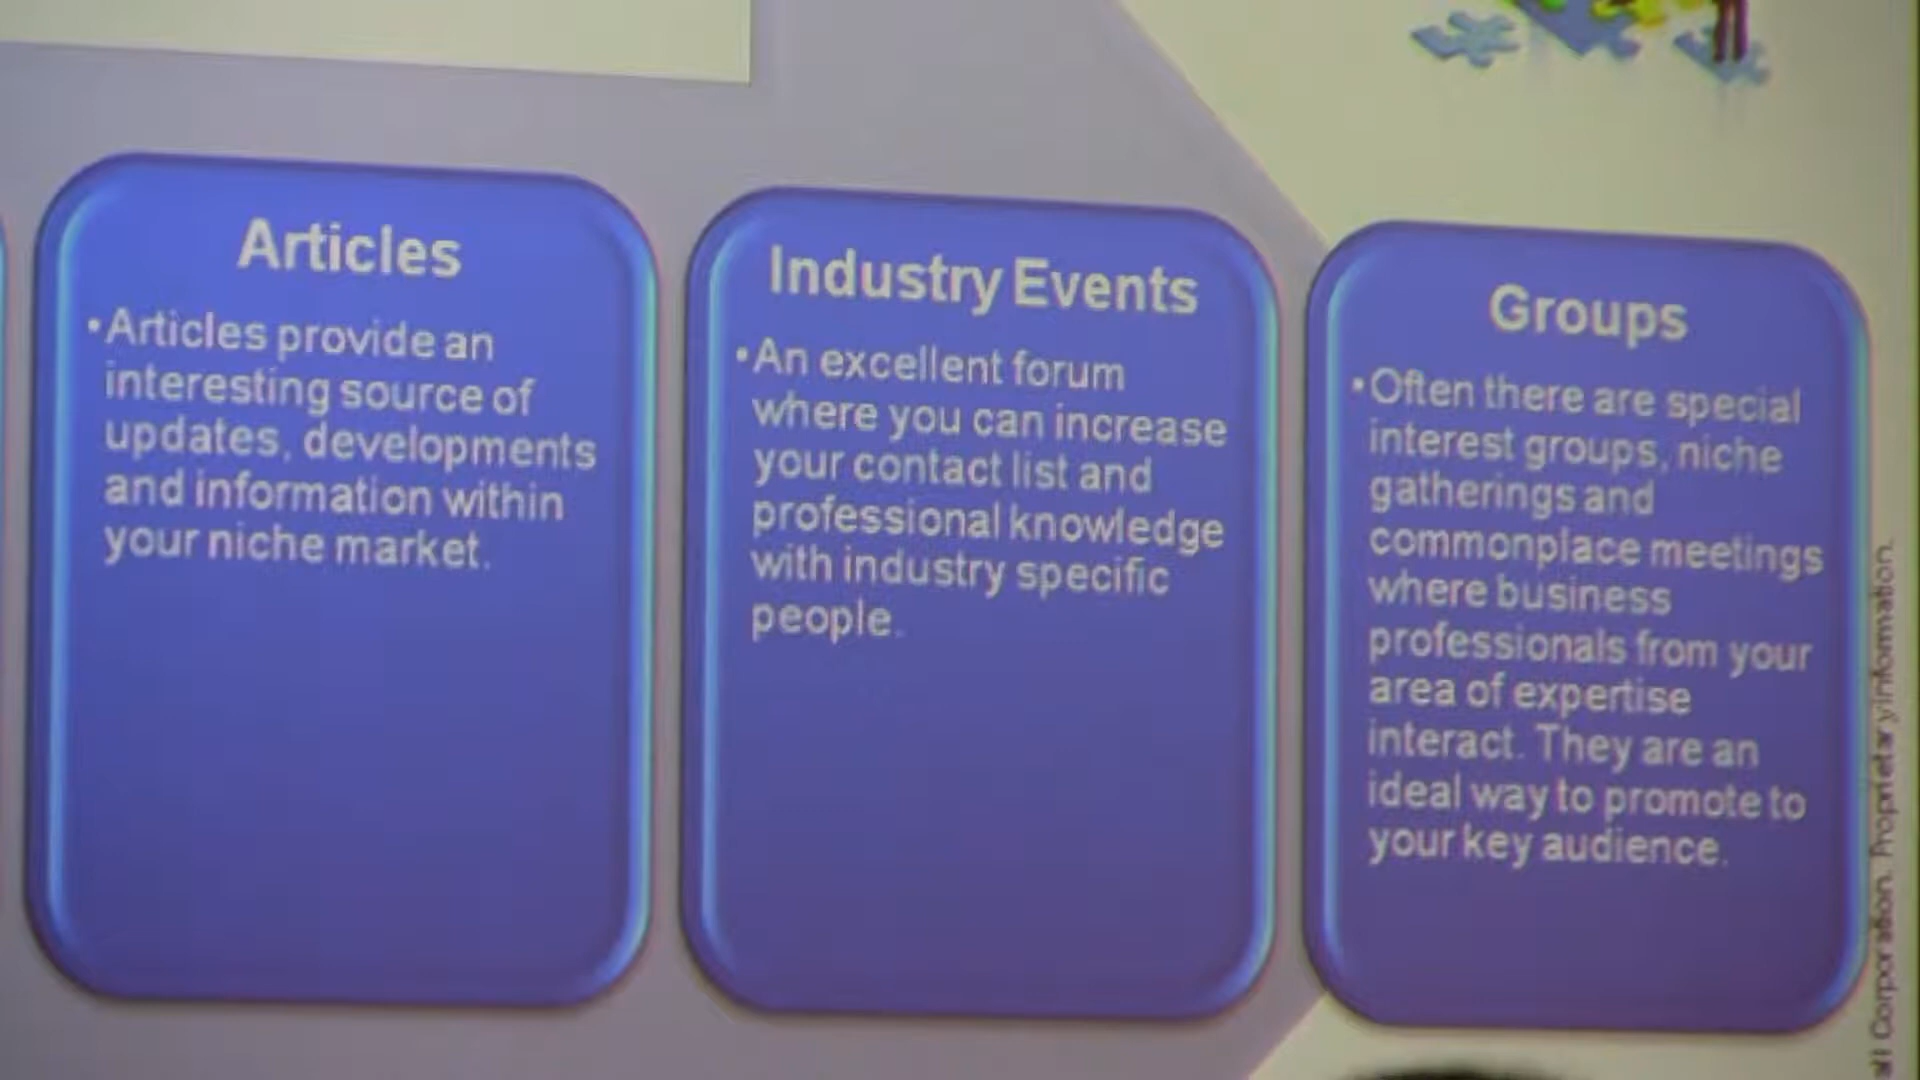 Articles
•Articles provide an
interesting source of
updates, developments
and information within
your niche market.
Industry Events
•An excellent forum
where you can increase
your contact list and
professional knowledge
with industry specific
people.
Groups
•Often there are special
interest groups, niche
gatherings and
commonplace meetings
where business
professionals from your
area of expertise
interact. They are an
ideal way to promote to
your key audience.
Corporation. Proprietary information.